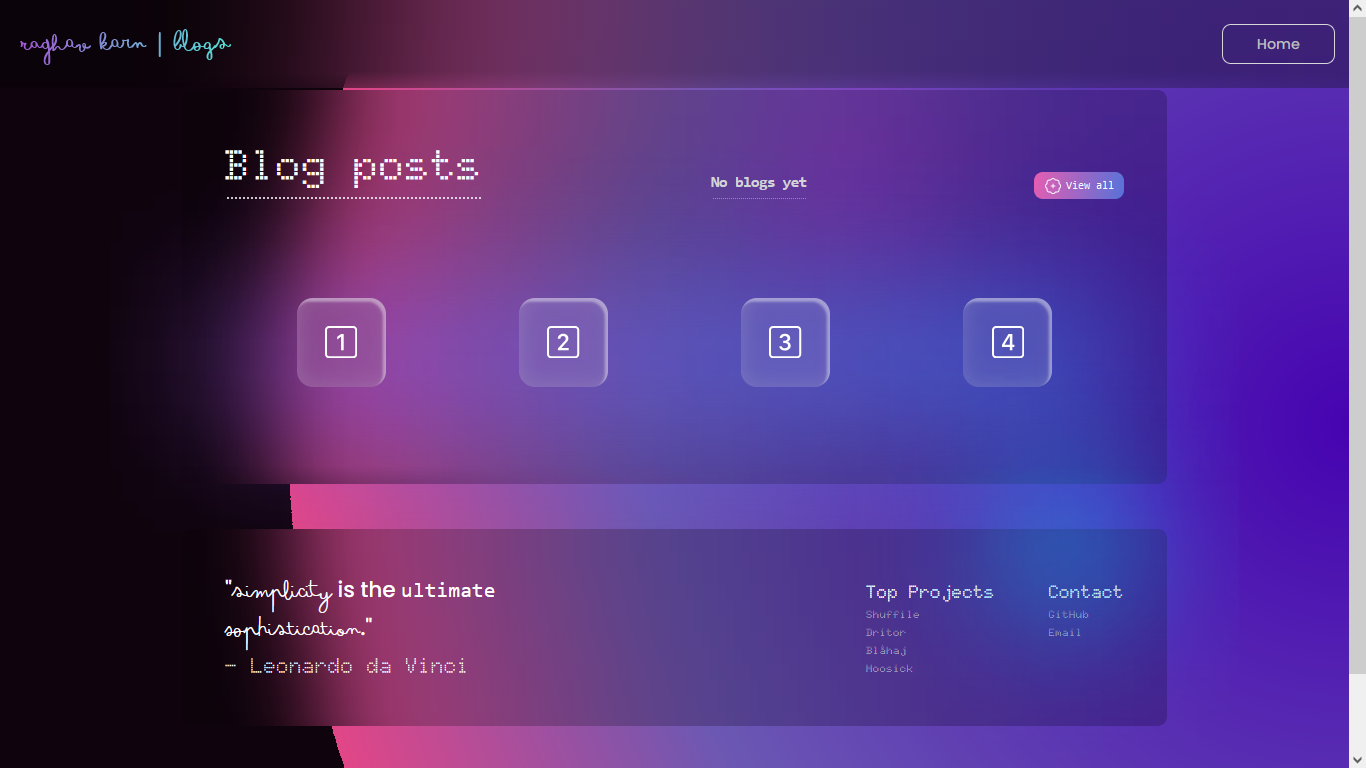 raghav karn | blogs
Home
Blog posts
No blogs yet
View all
1 2 3 4
"simplicity is the ultimate
sophistication."
— Leonardo da Vinci
Top Projects
Shuffile
Dritor
Blåhaj
Hoosick
Contact
GitHub
Email